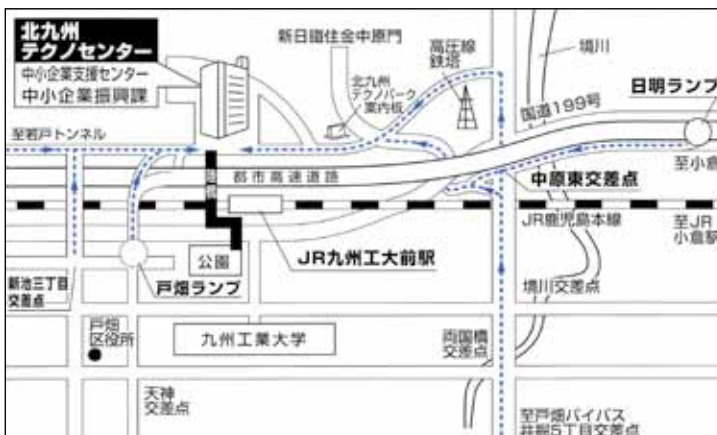 北九州
テクノセンター
中小企業支援センター
中小企業振興課
新日鐵住金中原門
高圧線
鉄塔
境川
北九州
テクノパーク
案内板
国道199号
日明ランプ
至若戸トンネル
都市高速道路
中原東交差点
至小倉
JR鹿児島本線
至JR
小倉駅
公園
JR九州工大前駅
戸畑ランプ
新池三丁目
交差点
境川交差点
戸畑
区役所
九州工業大学
両国橋
交差点
天神
交差点
至戸畑バイパス
井堀5丁目交差点